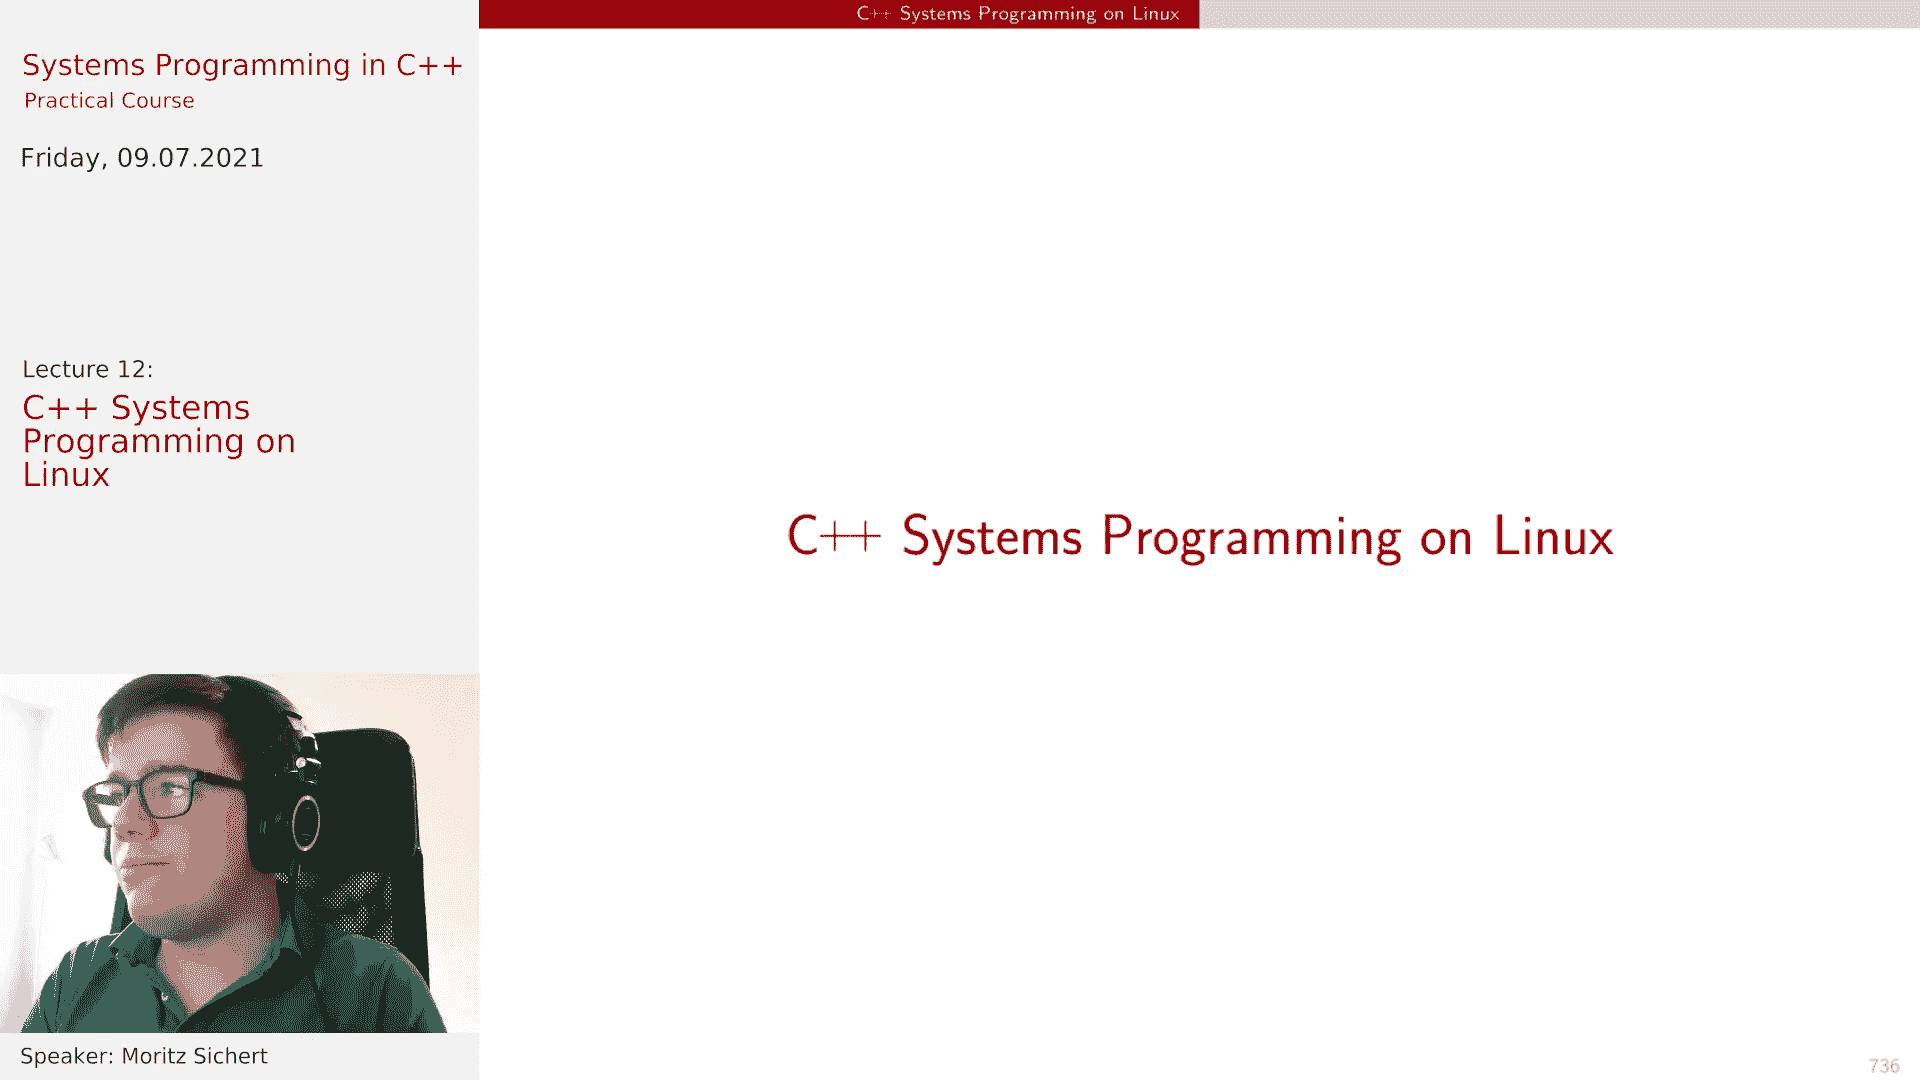 C++ Systems Programming on Linux
Systems Programming in C++
Practical Course
Friday, 09.07.2021
Lecture 12:
C++ Systems
Programming on
Linux
C++ Systems Programming on Linux
Speaker: Moritz Sichert
736